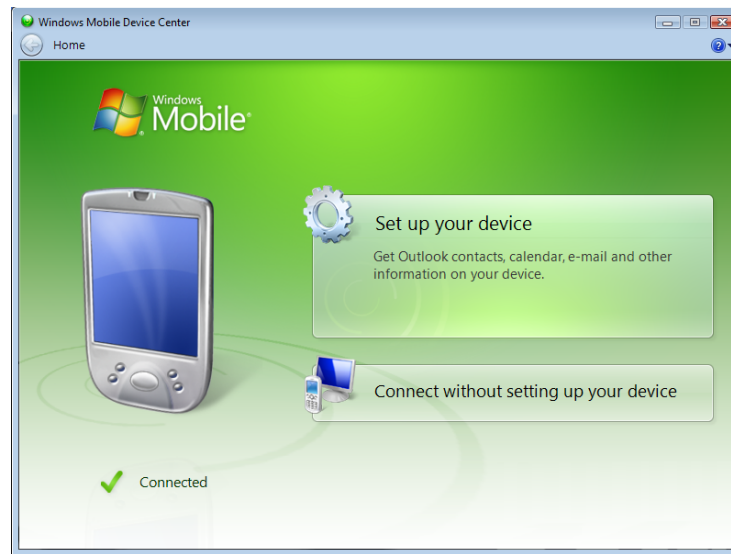 Windows Mobile Device Center
Home
Windows
Mobile®
Set up your device
Get Outlook contacts, calendar, e-mail and other
information on your device.
Connect without setting up your device
Connected